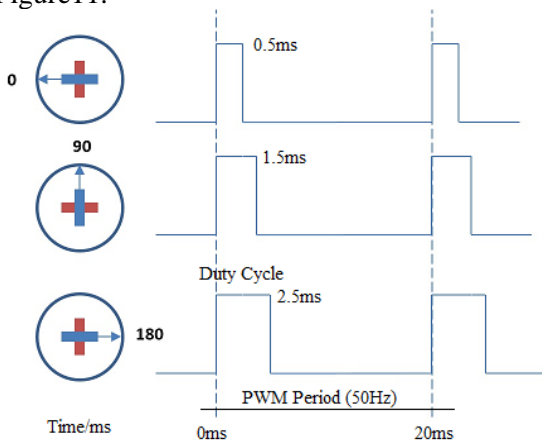 Figure11.
0.5ms
0
90
1.5ms
Duty Cycle
2.5ms
180
PWM Period (50Hz)
Time/ms
0ms
20ms